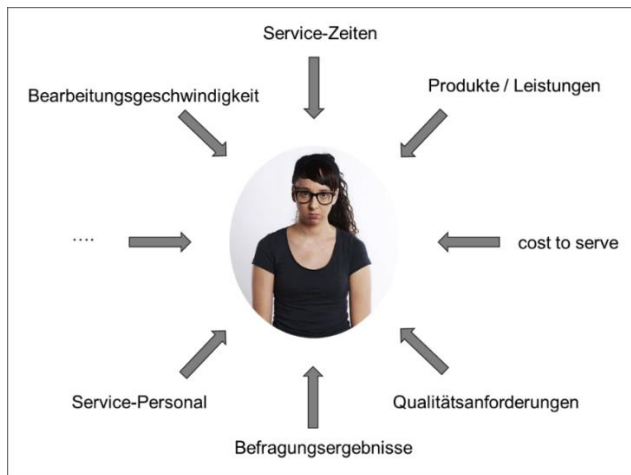 Service-Zeiten
Bearbeitungsgeschwindigkeit
Produkte / Leistungen
....
cost to serve
Service-Personal
Qualitätsanforderungen
Befragungsergebnisse